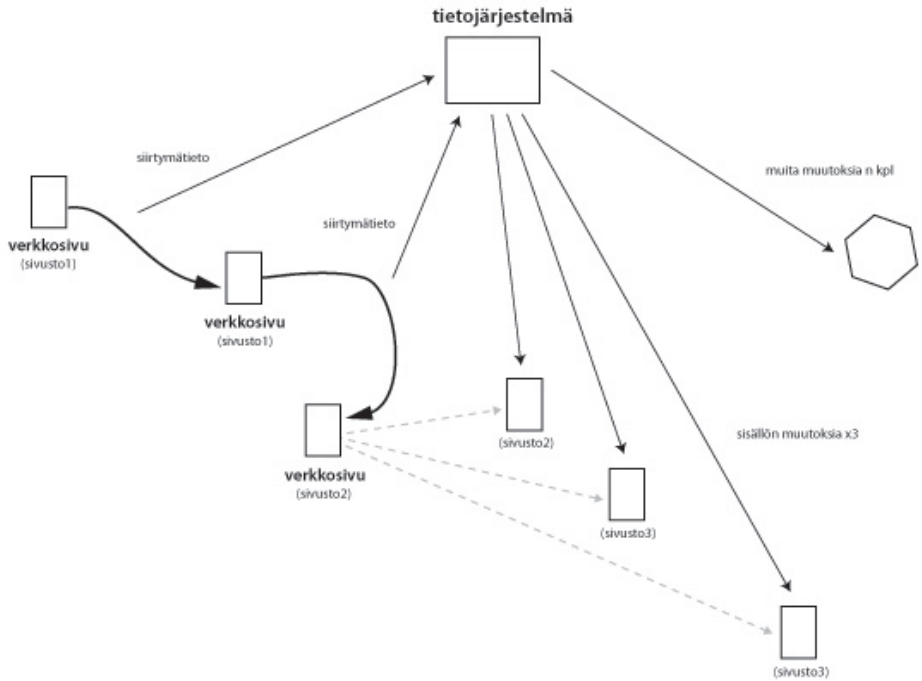 tietojärjestelmä
siirtymätieto
muita muutoksia n kpl
siirtymätieto
verkkosivu
(sivusto1)
verkkosivu
(sivusto1)
sisällön muutoksia x3
(sivusto2)
verkkosivu
(sivusto2)
(sivusto3)
(sivusto3)